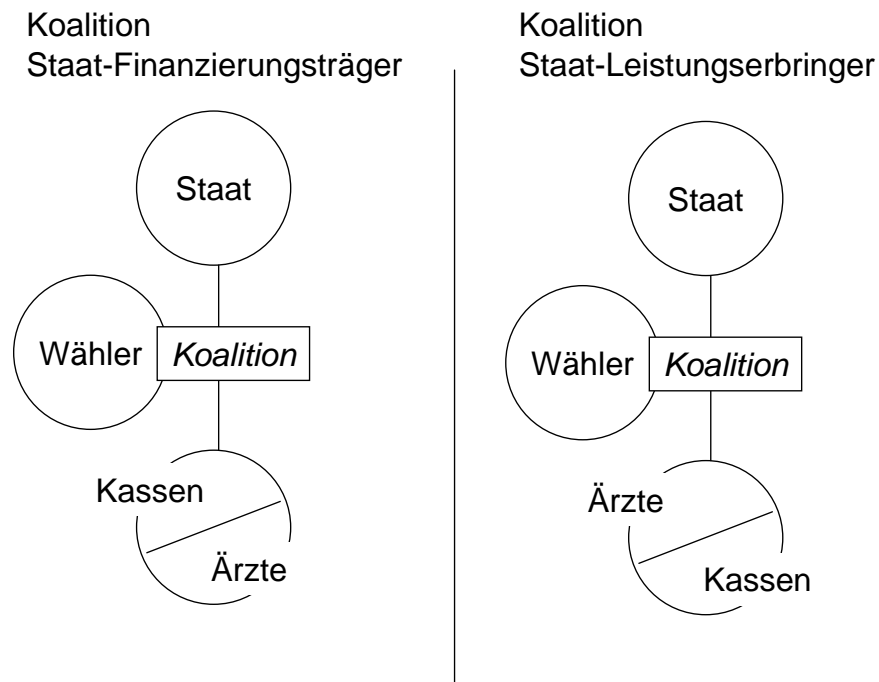 Koalition
Staat-Finanzierungsträger
Staat
Wähler
Koalition
Kassen
Ärzte
Koalition
Staat-Leistungserbringer
Staat
Wähler
Koalition
Ärzte
Kassen